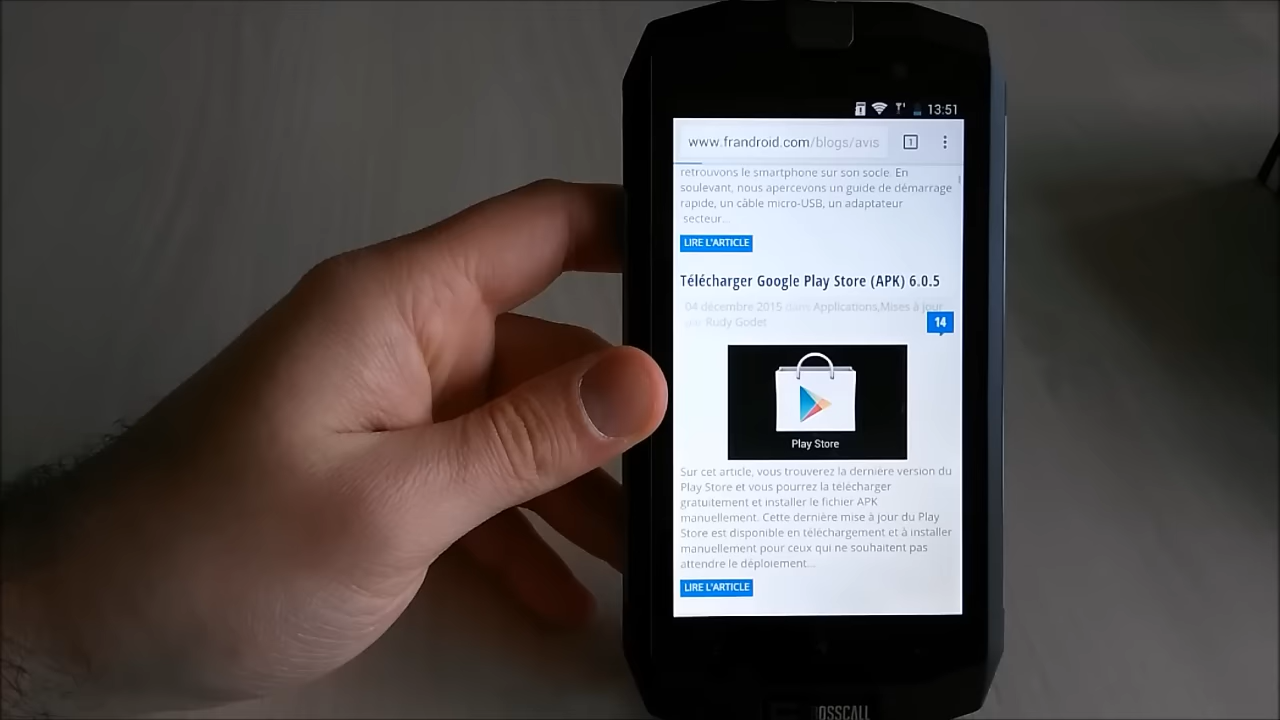 13:51
www.frandroid.com/blogs/avis
1
retrouvons le smartphone sur son socle. En
soulevant, nous apercevons un guide de démarrage
rapide, un câble micro-USB, un adaptateur
secteur...
LIRE L'ARTICLE
Télécharger Google Play Store (APK) 6.0.5
04 décembre 2015 dans Applications,Mises à jour
par Rudy Godet
14
Play Store
Sur cet article, vous trouverez la dernière version du
Play Store et vous pourrez la télécharger
gratuitement et installer le fichier APK
manuellement. Cette dernière mise à jour du Play
Store est disponible en téléchargement et à installer
manuellement pour ceux qui ne souhaitent pas
attendre le déploiement...
LIRE L'ARTICLE
OSSCALL